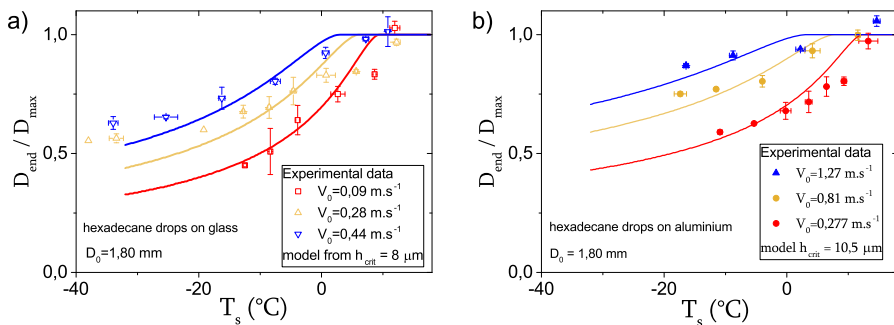 a)
D_end / D_max
1,0
0,5
0,0
-40
-20
0
T_s (°C)
Experimental data
V_0=0,09 m.s^-1
V_0=0,28 m.s^-1
V_0=0,44 m.s^-1
model from h_crit = 8 µm
hexadecane drops on glass
D_0=1,80 mm
b)
D_end / D_max
1,0
0,5
0,0
-40
-20
0
T_s (°C)
Experimental data
V_0=1,27 m.s^-1
V_0=0,81 m.s^-1
V_0=0,277 m.s^-1
model h_crit = 10,5 µm
hexadecane drops on aluminium
D_0 = 1,80 mm